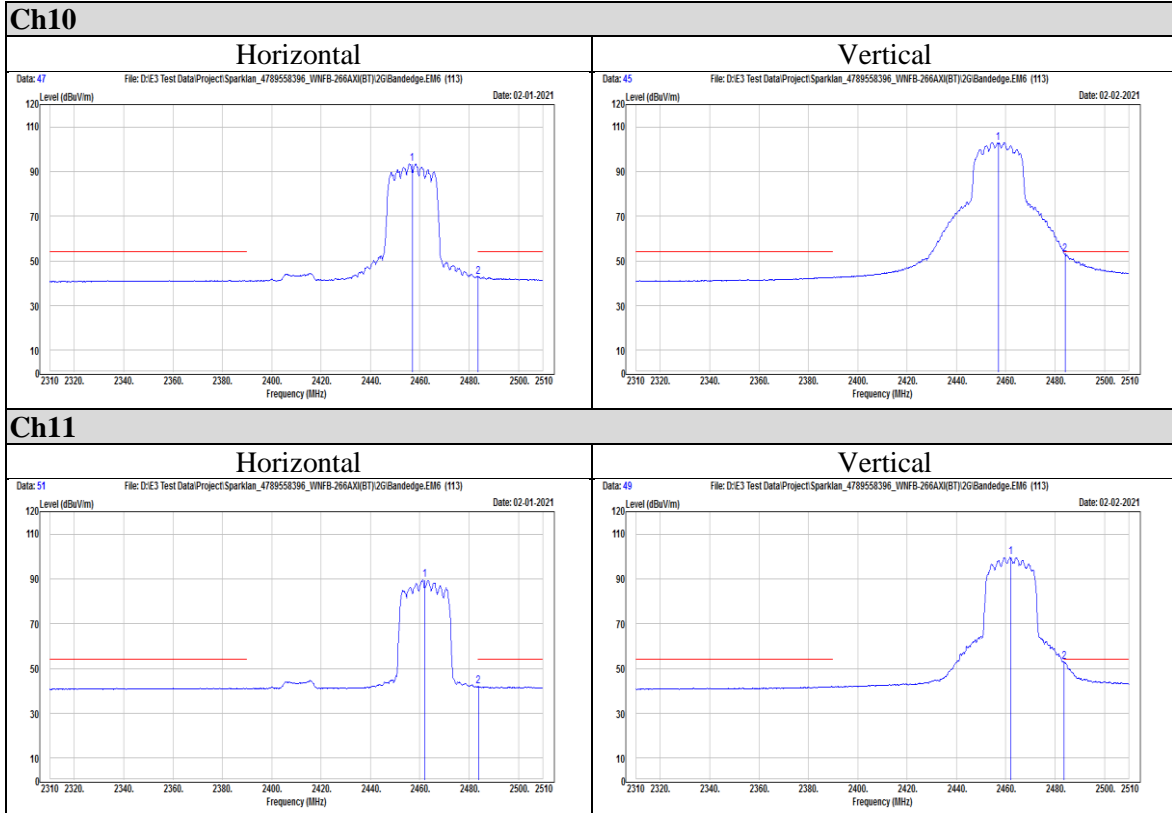 Ch10
Horizontal Vertical
Data: 47 File: D:\E3 Test Data\Project\Sparklan_4789558396_WNFB-266AXI(BT)\2G\Bandedge.EM6 (113)
120 Level (dBuV/m) Date: 02-01-2021
110
90
70
50
30
10
0
1
2
2310 2320. 2340. 2360. 2380. 2400. 2420. 2440. 2460. 2480. 2500. 2510
Frequency (MHz)
Data: 45 File: D:\E3 Test Data\Project\Sparklan_4789558396_WNFB-266AXI(BT)\2G\Bandedge.EM6 (113)
120 Level (dBuV/m) Date: 02-02-2021
110
90
70
50
30
10
0
1
2
2310 2320. 2340. 2360. 2380. 2400. 2420. 2440. 2460. 2480. 2500. 2510
Frequency (MHz)
Ch11
Horizontal Vertical
Data: 51 File: D:\E3 Test Data\Project\Sparklan_4789558396_WNFB-266AXI(BT)\2G\Bandedge.EM6 (113)
120 Level (dBuV/m) Date: 02-01-2021
110
90
70
50
30
10
0
1
2
2310 2320. 2340. 2360. 2380. 2400. 2420. 2440. 2460. 2480. 2500. 2510
Frequency (MHz)
Data: 49 File: D:\E3 Test Data\Project\Sparklan_4789558396_WNFB-266AXI(BT)\2G\Bandedge.EM6 (113)
120 Level (dBuV/m) Date: 02-02-2021
110
90
70
50
30
10
0
1
2
2310 2320. 2340. 2360. 2380. 2400. 2420. 2440. 2460. 2480. 2500. 2510
Frequency (MHz)